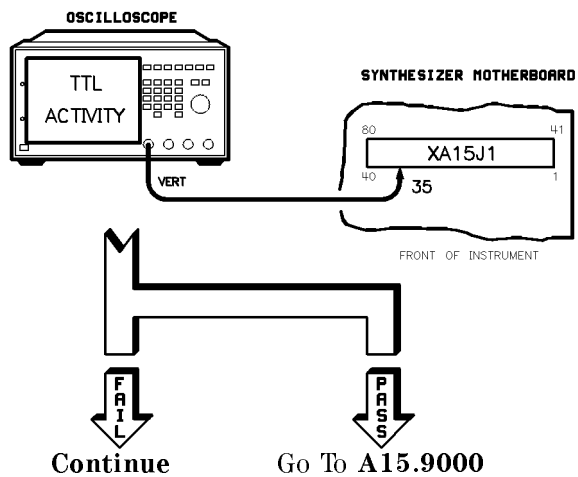 OSCILLOSCOPE
TTL
ACTIVITY
VERT
SYNTHESIZER MOTHERBOARD
80 41
XA15J1
40 1
35
FRONT OF INSTRUMENT
FAIL
PASS
Continue
Go To A15.9000